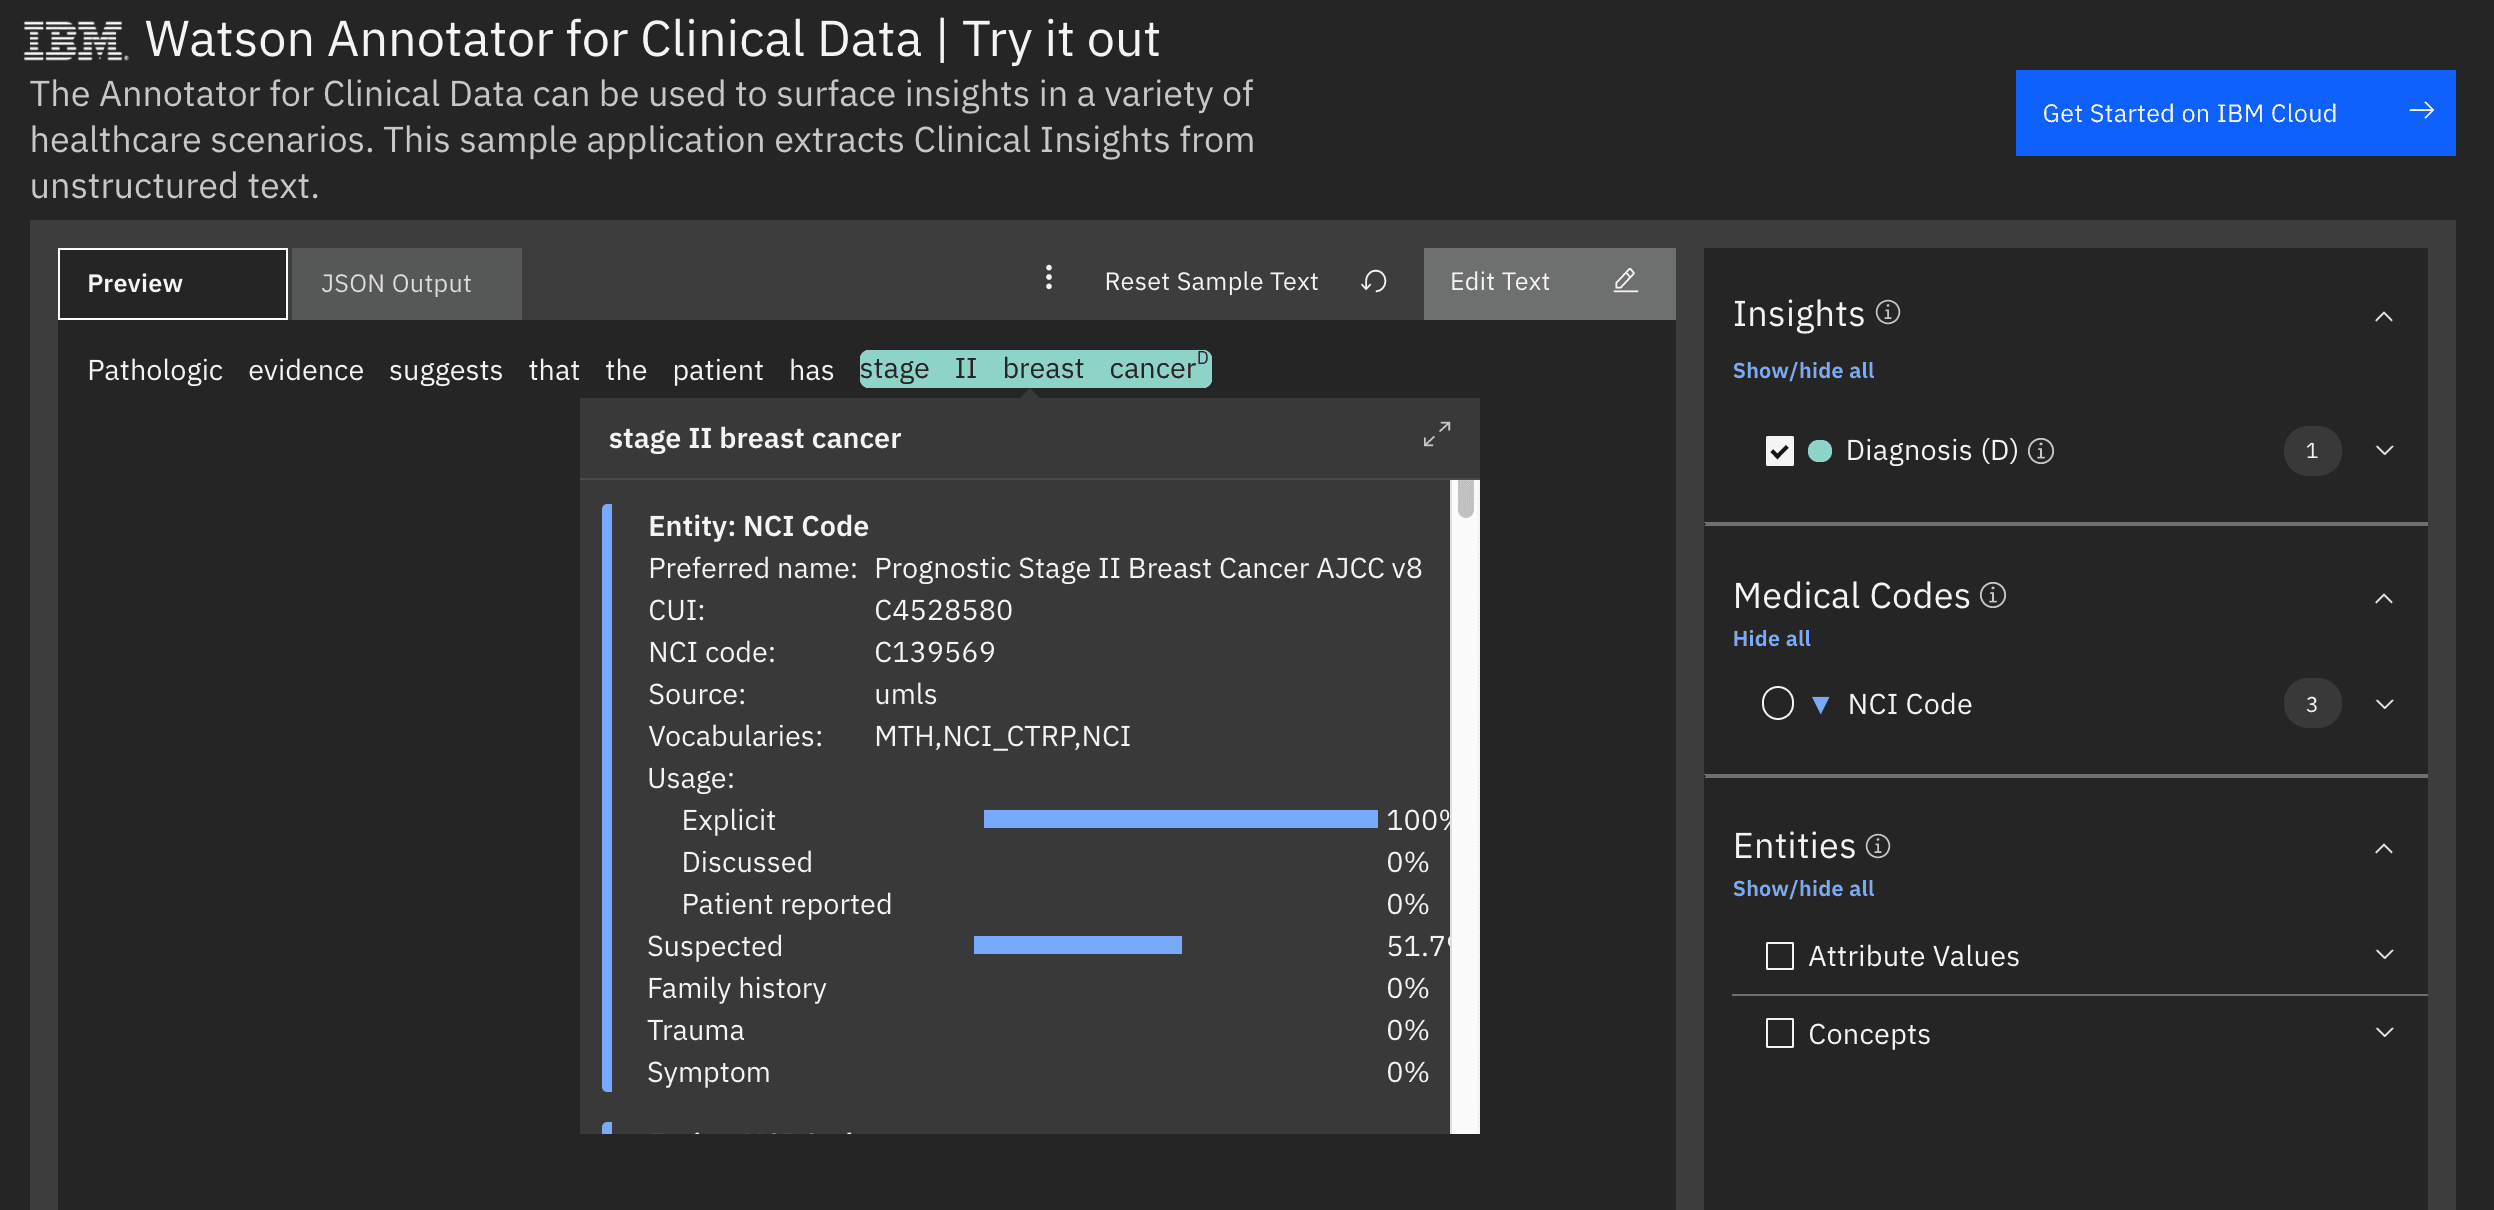 IBM Watson Annotator for Clinical Data | Try it out
The Annotator for Clinical Data can be used to surface insights in a variety of
healthcare scenarios. This sample application extracts Clinical Insights from
unstructured text.
Get Started on IBM Cloud
Preview
JSON Output
Reset Sample Text
Edit Text
Pathologic evidence suggests that the patient has stage II breast cancer D
stage II breast cancer
Entity: NCI Code
Preferred name: Prognostic Stage II Breast Cancer AJCC v8
CUI: C4528580
NCI code: C139569
Source: umls
Vocabularies: MTH,NCI_CTRP,NCI
Usage:
Explicit 100%
Discussed 0%
Patient reported 0%
Suspected 51.7%
Family history 0%
Trauma 0%
Symptom 0%
Insights
Show/hide all
Diagnosis (D) 1
Medical Codes
Hide all
NCI Code 3
Entities
Show/hide all
Attribute Values
Concepts